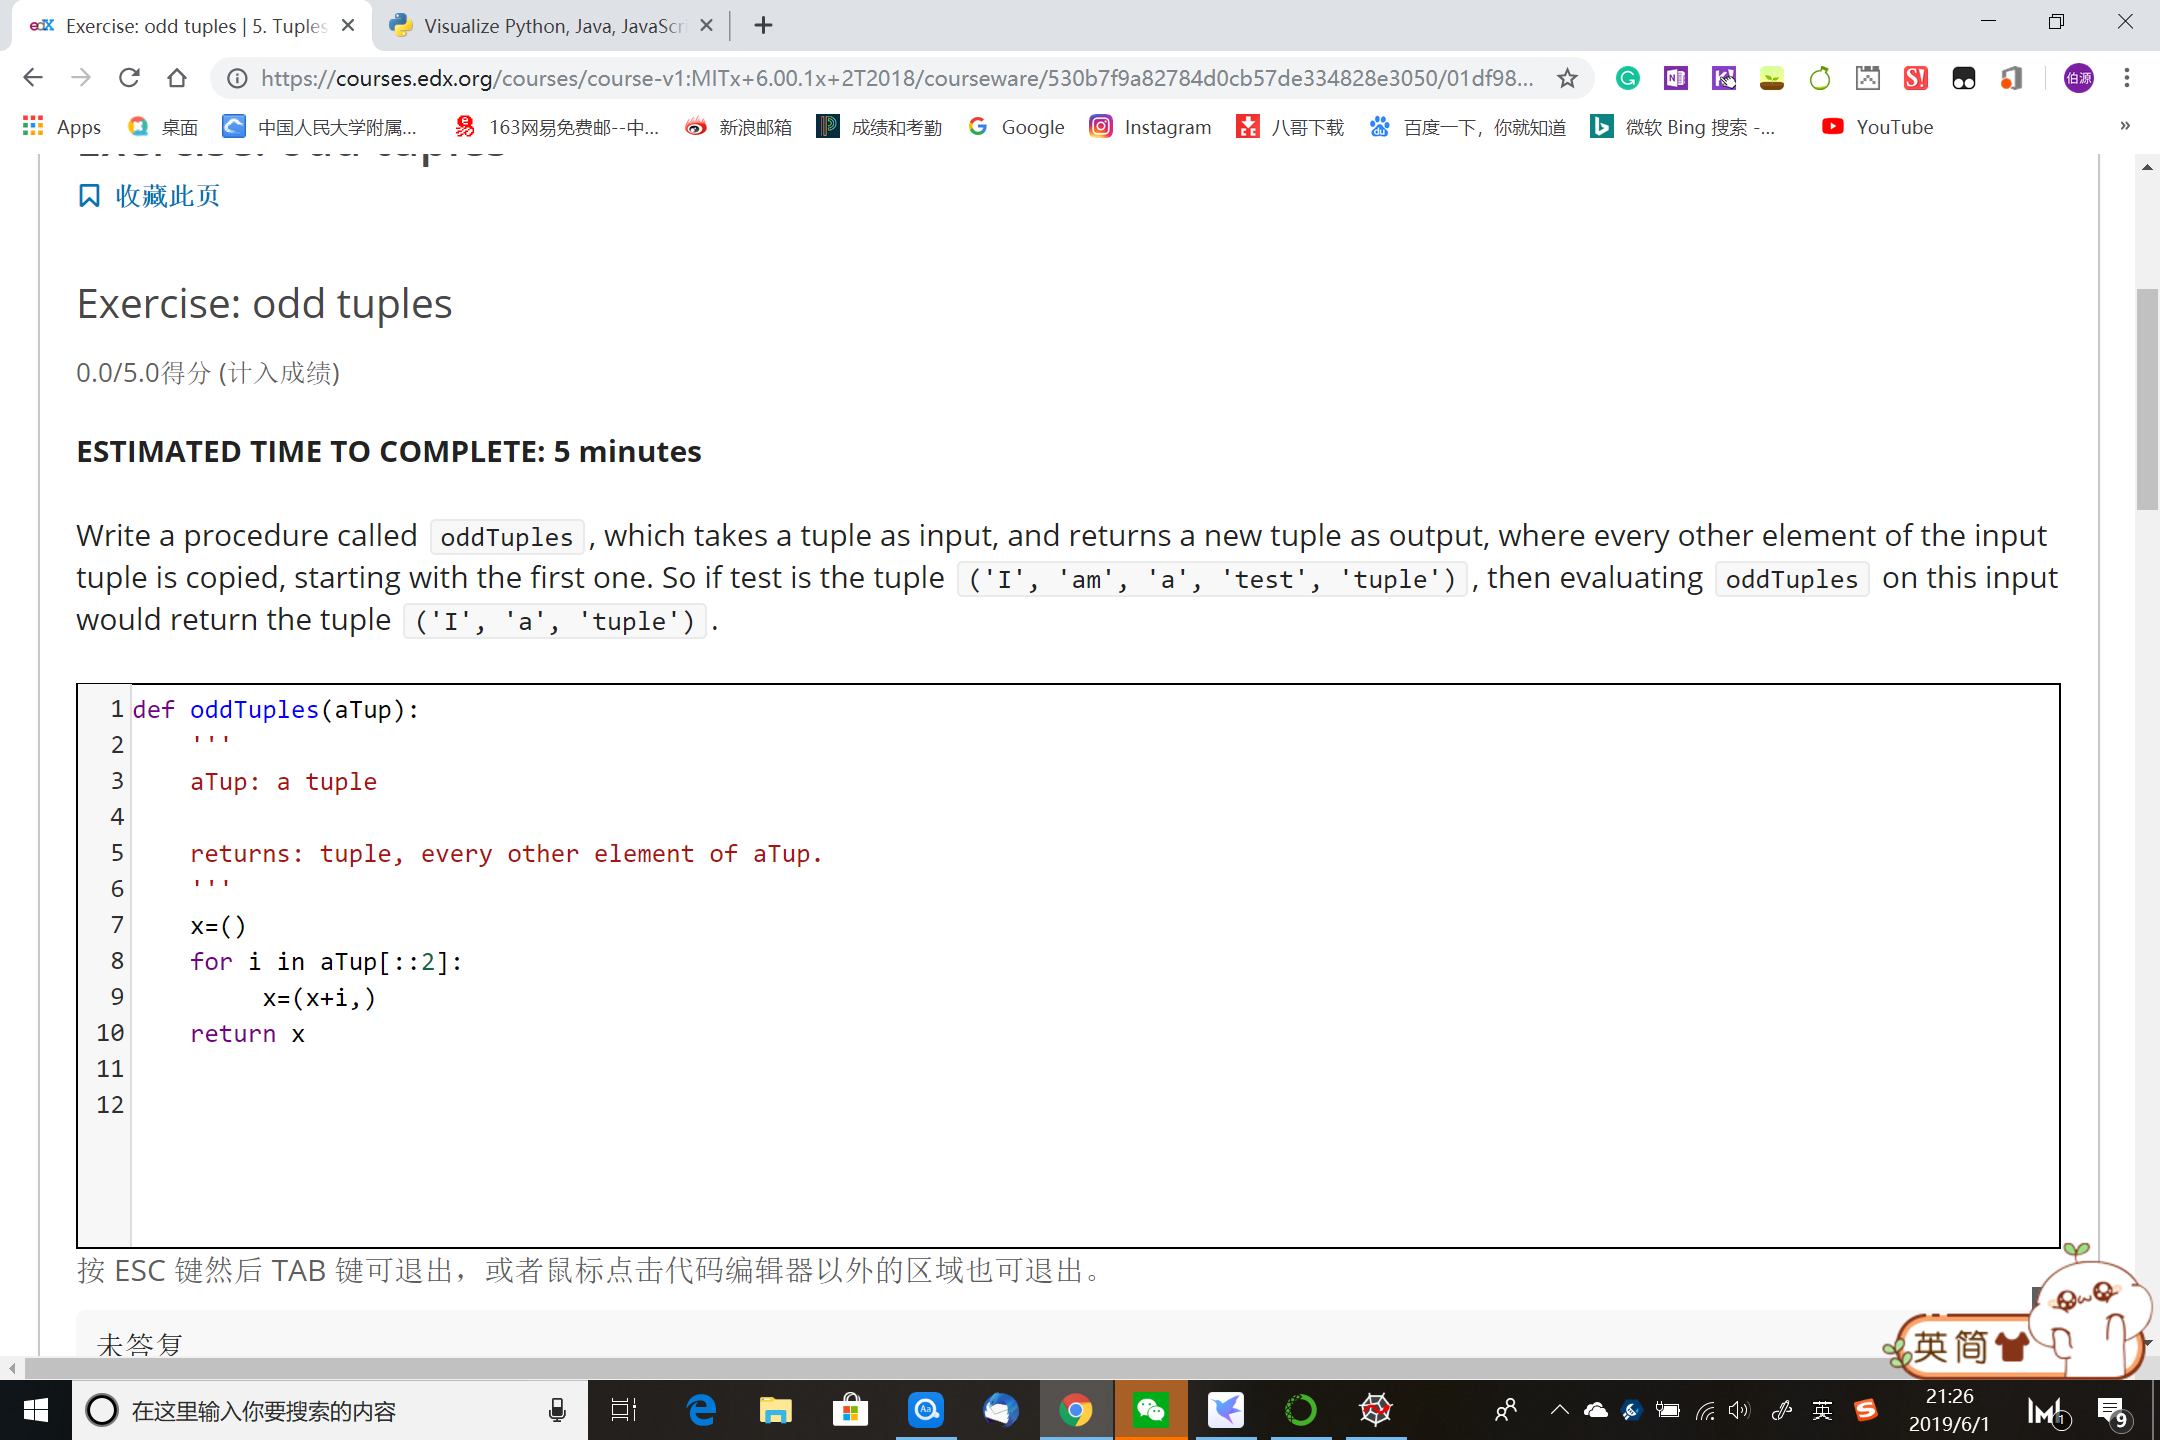 edX Exercise: odd tuples | 5. Tuples
Visualize Python, Java, JavaScri
https://courses.edx.org/courses/course-v1:MITx+6.00.1x+2T2018/courseware/530b7f9a82784d0cb57de334828e3050/01df98...
伯源
Apps 桌面 中国人民大学附属... 163网易免费邮--中... 新浪邮箱 成绩和考勤 Google Instagram 八哥下载 百度一下，你就知道 微软 Bing 搜索 -... YouTube »
Exercise: odd tuples
收藏此页
Exercise: odd tuples
0.0/5.0得分 (计入成绩)
ESTIMATED TIME TO COMPLETE: 5 minutes
Write a procedure called oddTuples , which takes a tuple as input, and returns a new tuple as output, where every other element of the input
tuple is copied, starting with the first one. So if test is the tuple ('I', 'am', 'a', 'test', 'tuple') , then evaluating oddTuples on this input
would return the tuple ('I', 'a', 'tuple') .
1 def oddTuples(aTup):
2 '''
3 aTup: a tuple
4
5 returns: tuple, every other element of aTup.
6 '''
7 x=()
8 for i in aTup[::2]:
9 x=(x+i,)
10 return x
11
12
按 ESC 键然后 TAB 键可退出，或者鼠标点击代码编辑器以外的区域也可退出。
未答复
英 简
在这里输入你要搜索的内容
英
21:26
2019/6/1
1
9